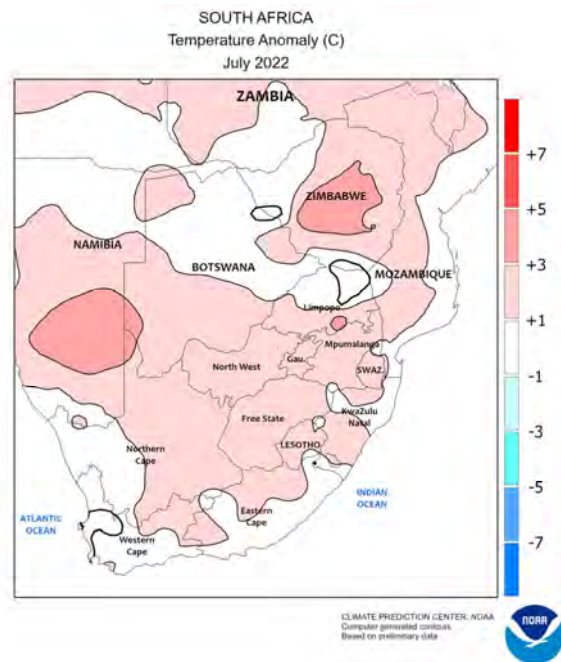 SOUTH AFRICA
Temperature Anomaly (C)
July 2022
ZAMBIA
ZIMBABWE
NAMIBIA
BOTSWANA
MOZAMBIQUE
Limpopo
Mpumalanga
North West
Gau.
SWAZ.
Free State
KwaZulu
Natal
LESOTHO
Northern
Cape
Eastern
Cape
Western
Cape
ATLANTIC
OCEAN
INDIAN
OCEAN
+7
+5
+3
+1
-1
-3
-5
-7
CLIMATE PREDICTION CENTER, NOAA
Computer generated contours
Based on preliminary data
NOAA